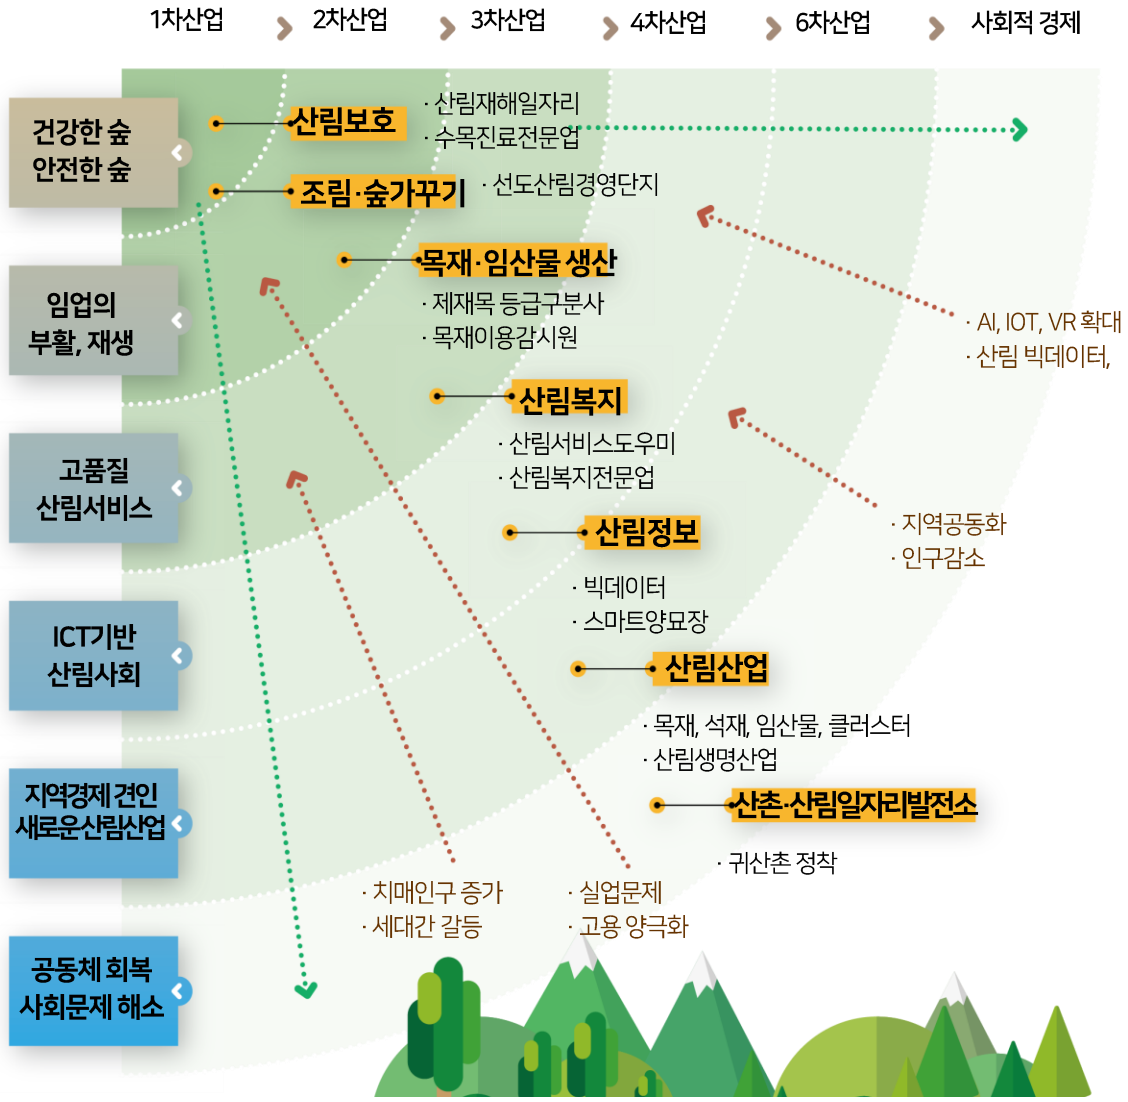 1차산업
2차산업
3차산업
4차산업
6차산업
사회적 경제
건강한 숲
안전한 숲
임업의
부활, 재생
고품질
산림서비스
ICT기반
산림사회
지역경제 견인
새로운산림산업
공동체 회복
사회문제 해소
산림보호
· 산림재해일자리
· 수목진료전문업
조림·숲가꾸기
· 선도산림경영단지
목재·임산물 생산
· 제재목 등급구분사
· 목재이용감시원
산림복지
· 산림서비스도우미
· 산림복지전문업
산림정보
· 빅데이터
· 스마트양묘장
산림산업
· 목재, 석재, 임산물, 클러스터
· 산림생명산업
산촌·산림일자리발전소
· 귀산촌 정착
· AI, IOT, VR 확대
· 산림 빅데이터,
· 지역공동화
· 인구감소
· 치매인구 증가
· 세대간 갈등
· 실업문제
· 고용 양극화